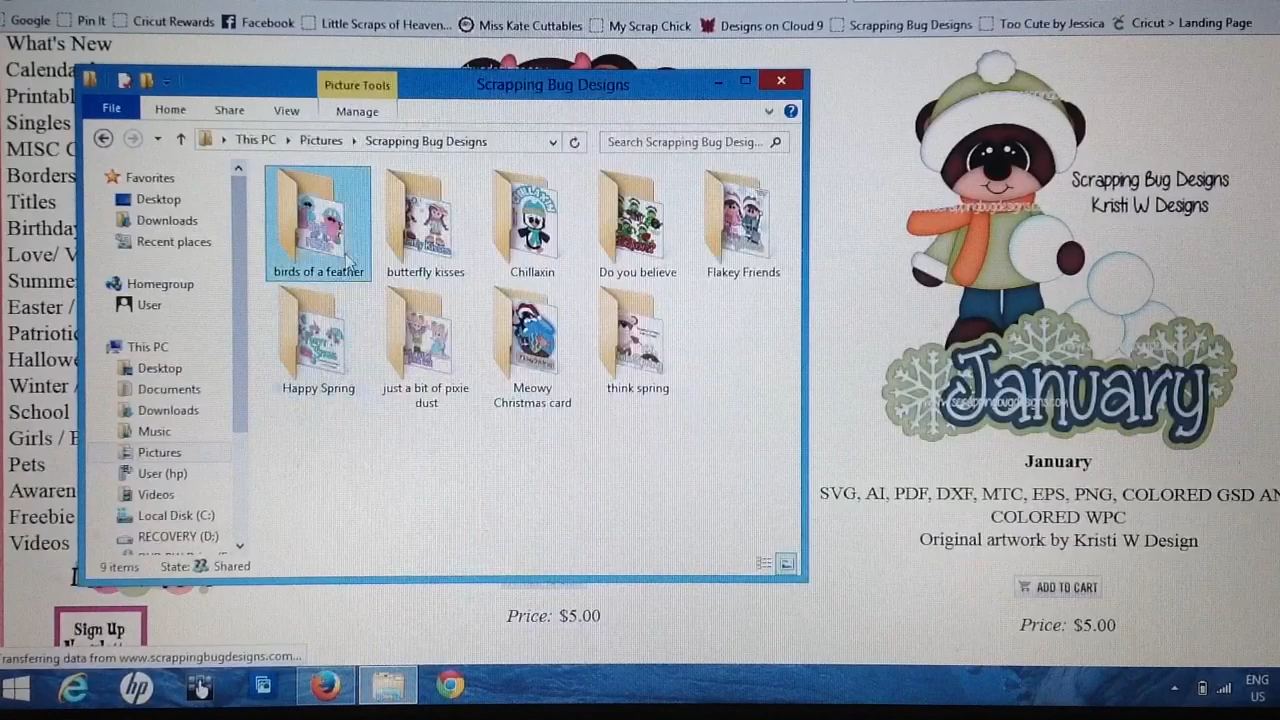 Google Pin It Cricut Rewards Facebook Little Scraps of Heaven... Miss Kate Cuttables My Scrap Chick Designs on Cloud 9 Scrapping Bug Designs Too Cute by Jessica Cricut > Landing Page
What's New
Calenda
Printabl
Singles
MISC C
Borders
Titles
Birthday
Love/ V
Summe
Easter /
Patriotic
Hallowe
Winter /
School
Girls / B
Pets
Awaren
Freebie
Videos
Sign Up
Picture Tools
Scrapping Bug Designs
File Home Share View Manage
This PC Pictures Scrapping Bug Designs
Search Scrapping Bug Desig...
Favorites
Desktop
Downloads
Recent places
Homegroup
User
This PC
Desktop
Documents
Downloads
Music
Pictures
User (hp)
Videos
Local Disk (C:)
RECOVERY (D:)
birds of a feather
butterfly kisses
Chillaxin
Do you believe
Flakey Friends
Happy Spring
just a bit of pixie
dust
Meowy
Christmas card
think spring
9 items State: Shared
Scrapping Bug Designs
Kristi W Designs
January
January
SVG, AI, PDF, DXF, MTC, EPS, PNG, COLORED GSD AN
COLORED WPC
Original artwork by Kristi W Design
ADD TO CART
Price: $5.00
Price: $5.00
Transferring data from www.scrappingbugdesigns.com...
hp
ENG
US